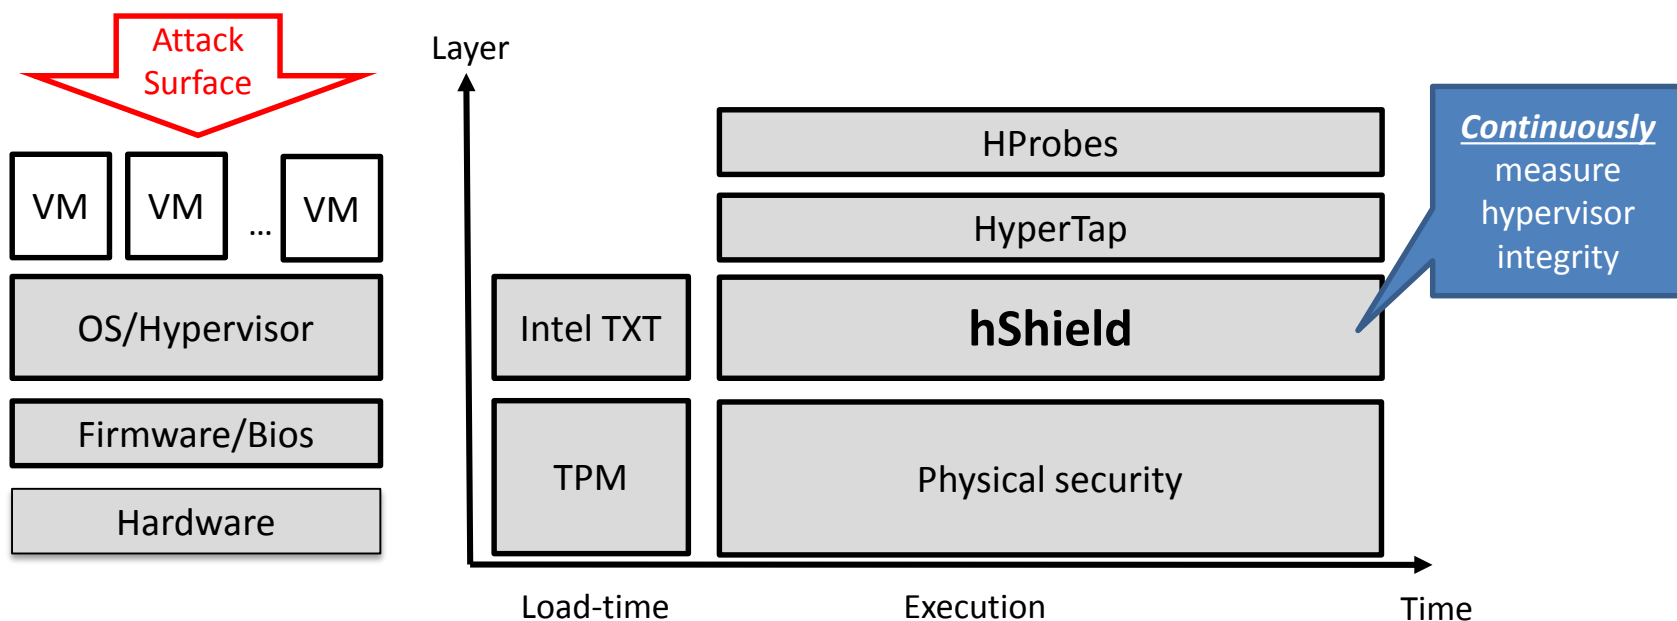 Attack
Surface
VM
VM
...
VM
OS/Hypervisor
Firmware/Bios
Hardware
Layer
HProbes
HyperTap
Intel TXT
hShield
TPM
Physical security
Load-time
Execution
Time
Continuously
measure
hypervisor
integrity